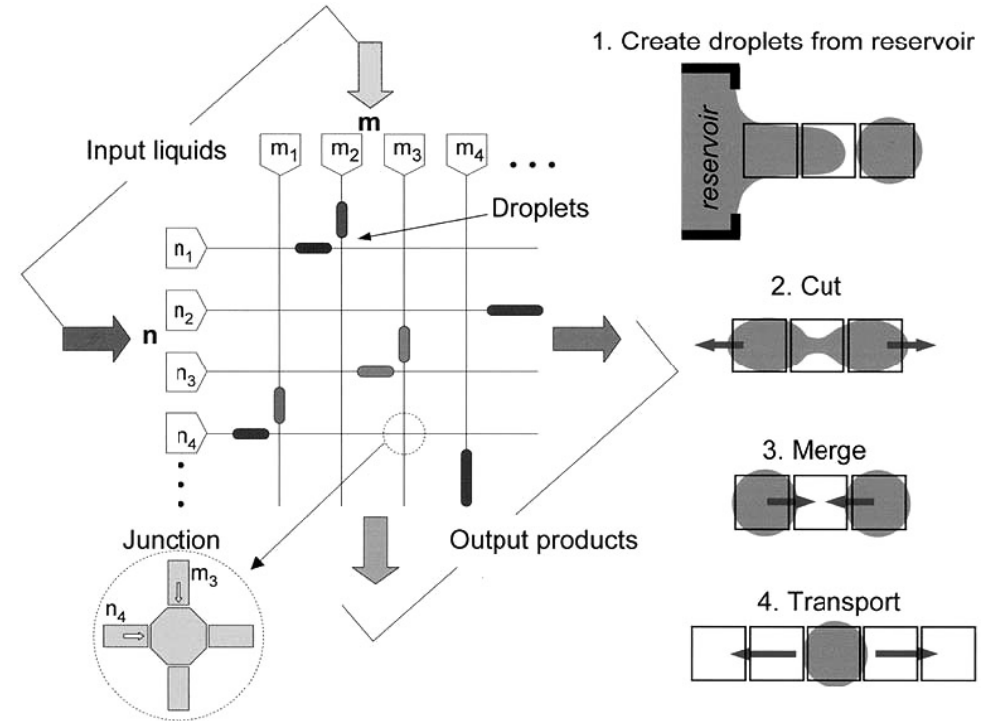 1. Create droplets from reservoir
m
Input liquids
m1
m2
m3
m4
...
reservoir
Droplets
n1
n2
2. Cut
n
n3
n4
3. Merge
Junction
Output products
m3
n4
4. Transport